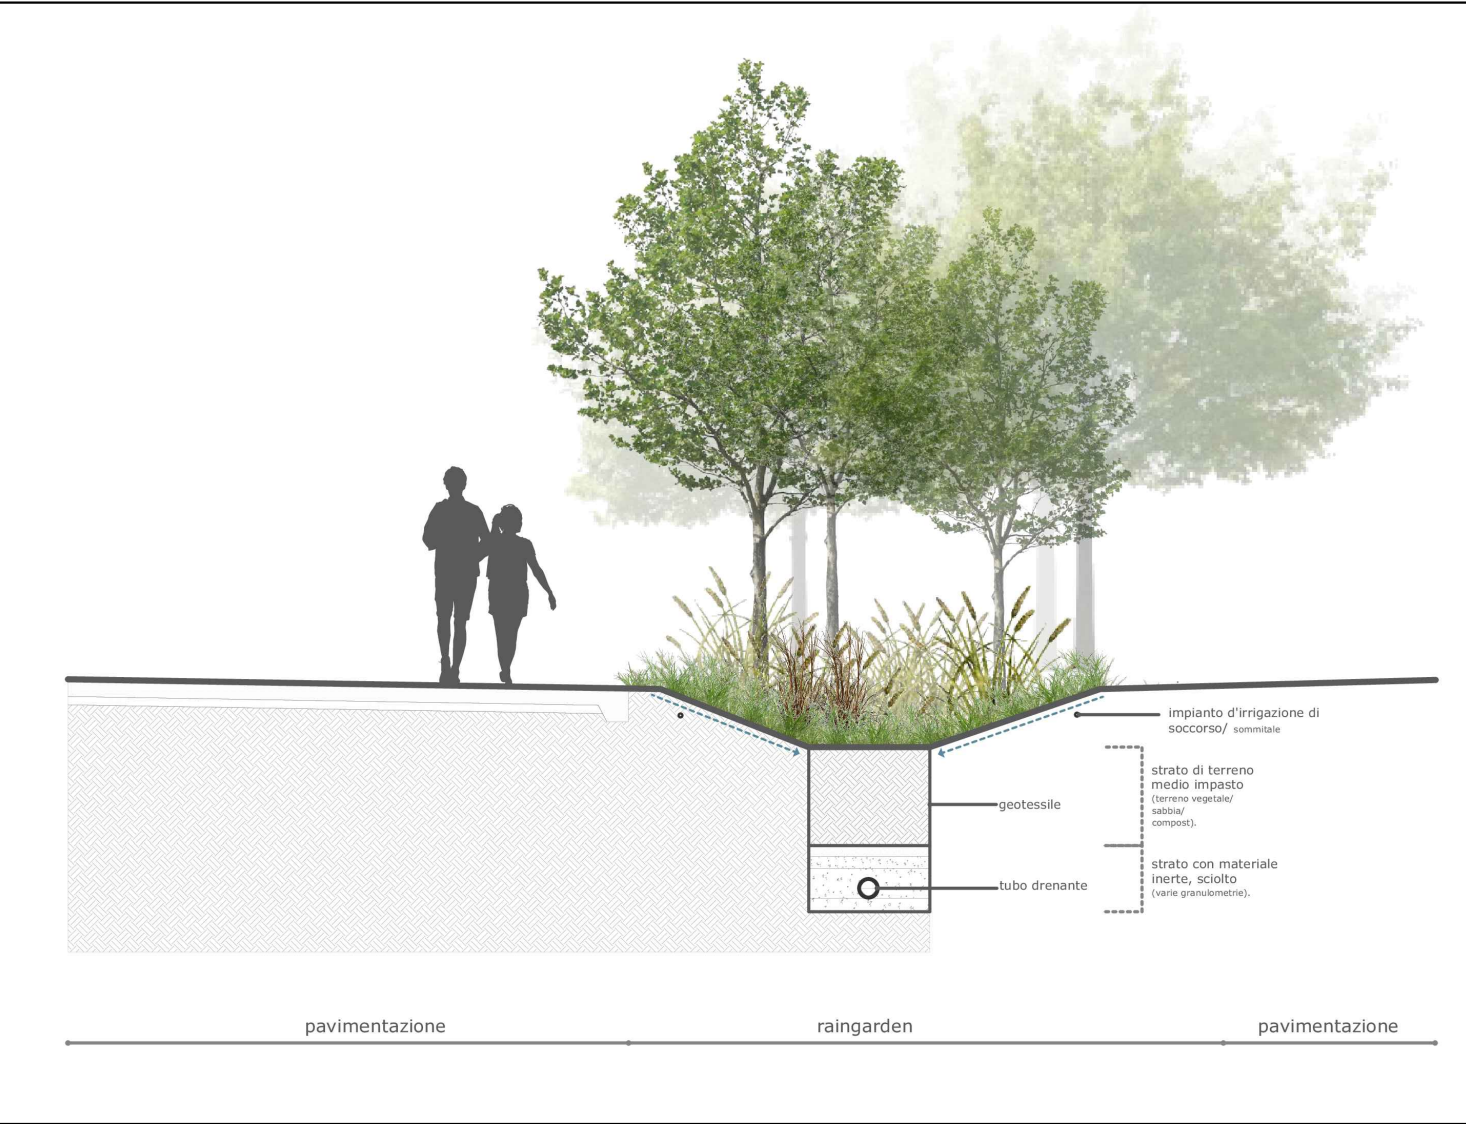 impianto d'irrigazione di
soccorso/ sommitale
strato di terreno
medio impasto
(terreno vegetale/
sabbia/
compost).
geotessile
strato con materiale
inerte, sciolto
(varie granulometrie).
tubo drenante
pavimentazione
raingarden
pavimentazione